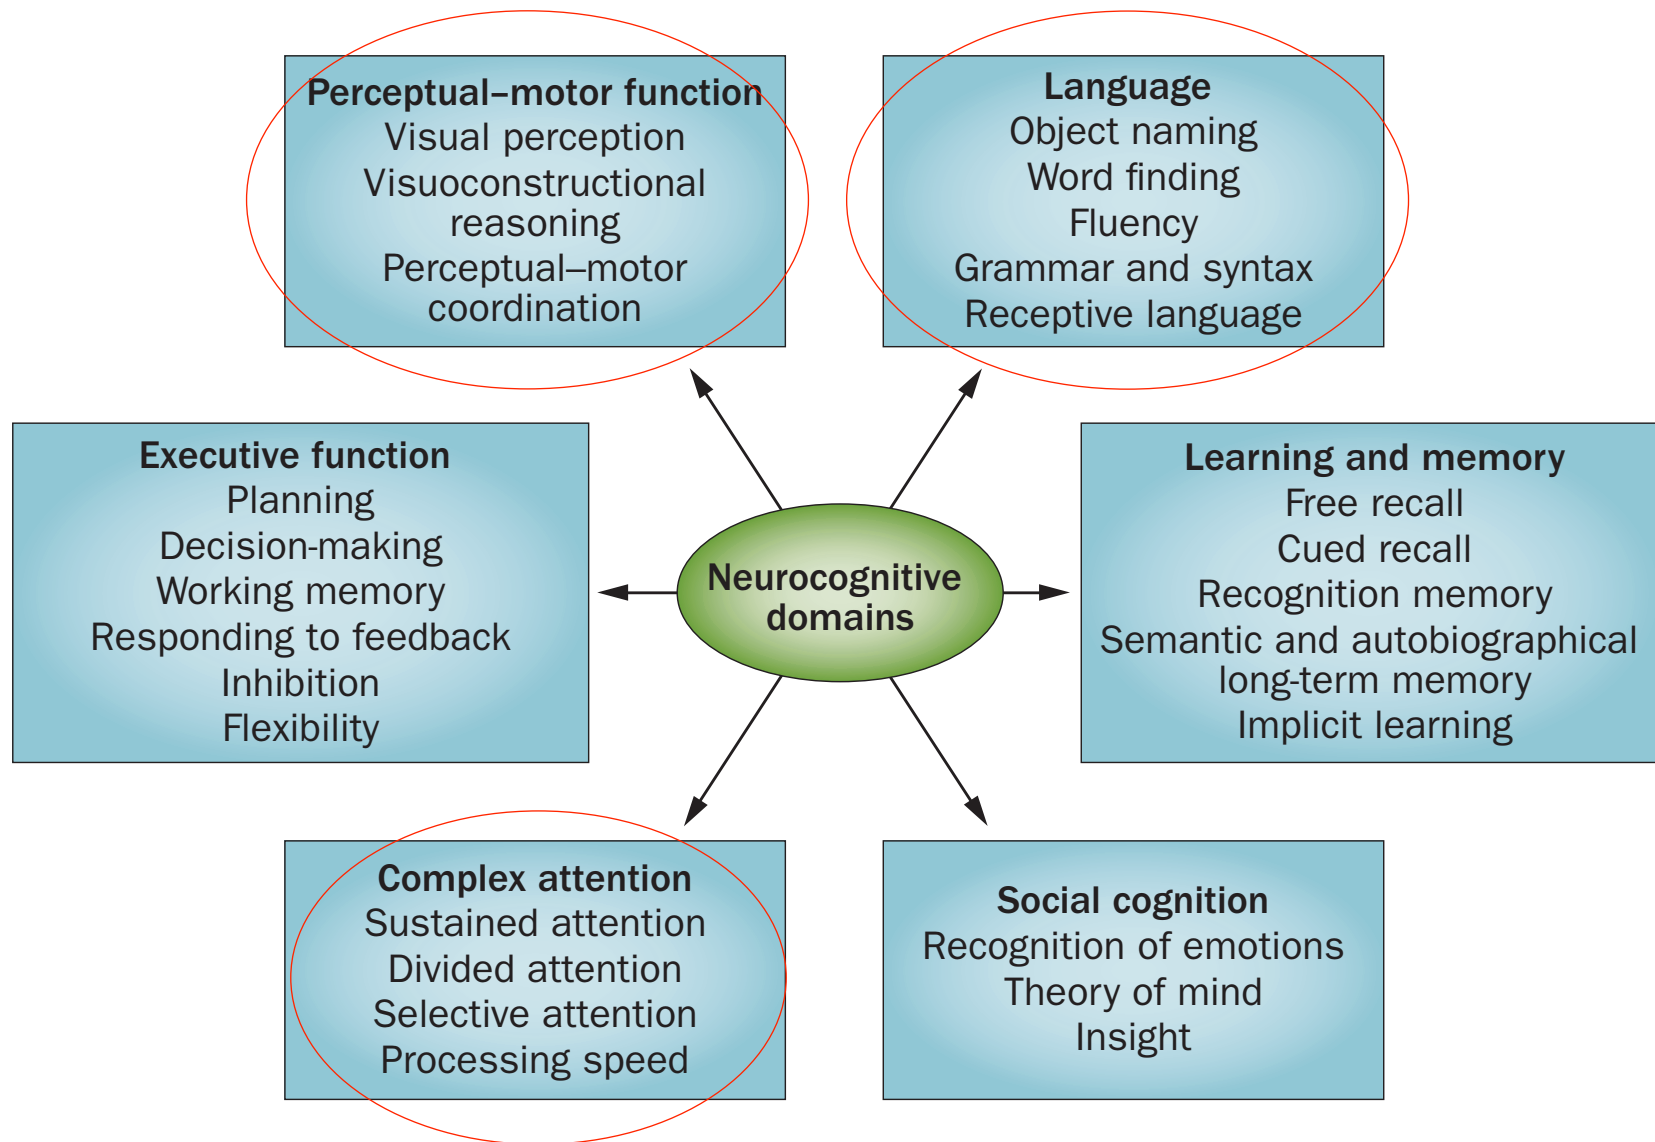 Perceptual–motor function
Visual perception
Visuoconstructional
reasoning
Perceptual–motor
coordination
Language
Object naming
Word finding
Fluency
Grammar and syntax
Receptive language
Executive function
Planning
Decision-making
Working memory
Responding to feedback
Inhibition
Flexibility
Neurocognitive
domains
Learning and memory
Free recall
Cued recall
Recognition memory
Semantic and autobiographical
long-term memory
Implicit learning
Complex attention
Sustained attention
Divided attention
Selective attention
Processing speed
Social cognition
Recognition of emotions
Theory of mind
Insight